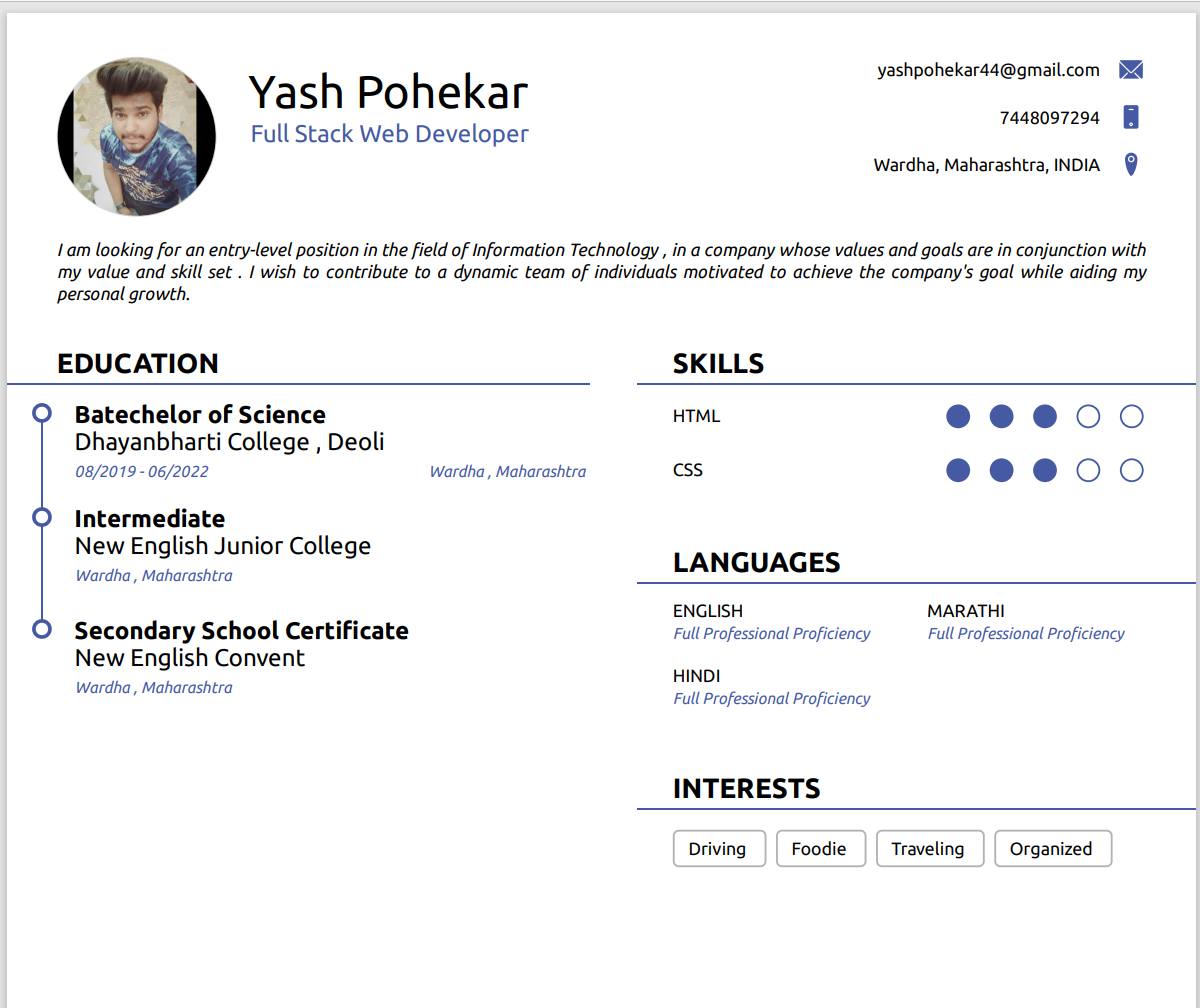 Yash Pohekar
Full Stack Web Developer
yashpohekar44@gmail.com
7448097294
Wardha, Maharashtra, INDIA
I am looking for an entry-level position in the field of Information Technology , in a company whose values and goals are in conjunction with
my value and skill set . I wish to contribute to a dynamic team of individuals motivated to achieve the company's goal while aiding my
personal growth.
EDUCATION
Batechelor of Science
Dhayanbharti College , Deoli
08/2019 - 06/2022 Wardha , Maharashtra
Intermediate
New English Junior College
Wardha , Maharashtra
Secondary School Certificate
New English Convent
Wardha , Maharashtra
SKILLS
HTML
CSS
LANGUAGES
ENGLISH
Full Professional Proficiency
MARATHI
Full Professional Proficiency
HINDI
Full Professional Proficiency
INTERESTS
Driving Foodie Traveling Organized